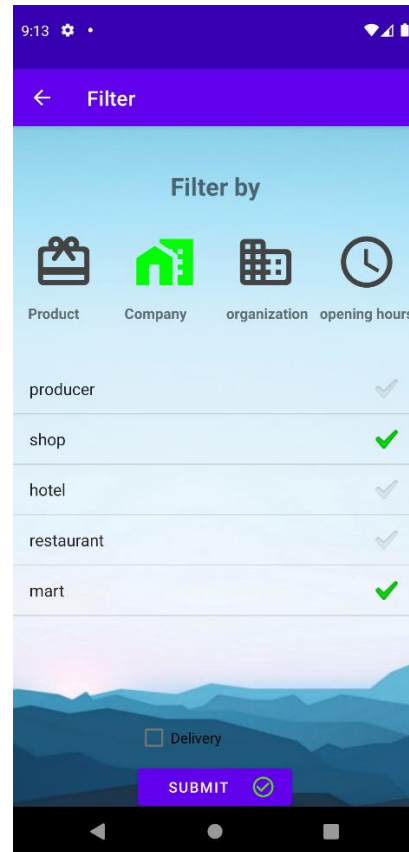 9:13
Filter
Filter by
Product Company organization opening hours
producer
shop
hotel
restaurant
mart
Delivery
SUBMIT